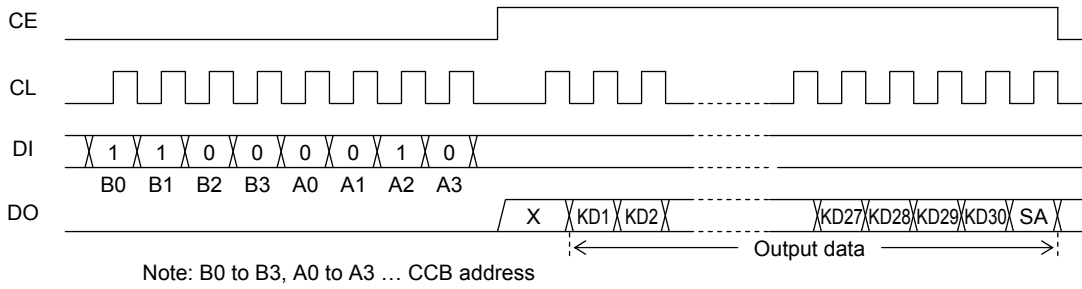 CE
CL
DI 1 1 0 0 0 0 1 0
B0 B1 B2 B3 A0 A1 A2 A3
DO X KD1 KD2 KD27 KD28 KD29 KD30 SA
Output data
Note: B0 to B3, A0 to A3 … CCB address